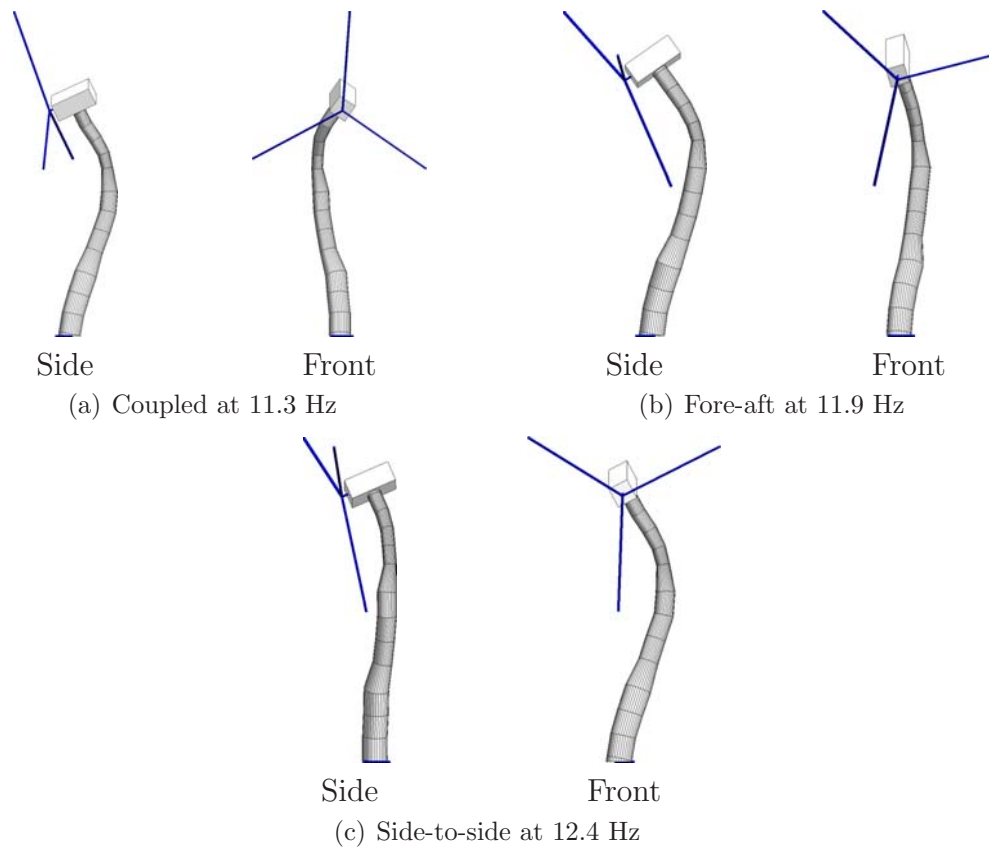 Side Front Side Front
(a) Coupled at 11.3 Hz (b) Fore-aft at 11.9 Hz
Side Front
(c) Side-to-side at 12.4 Hz